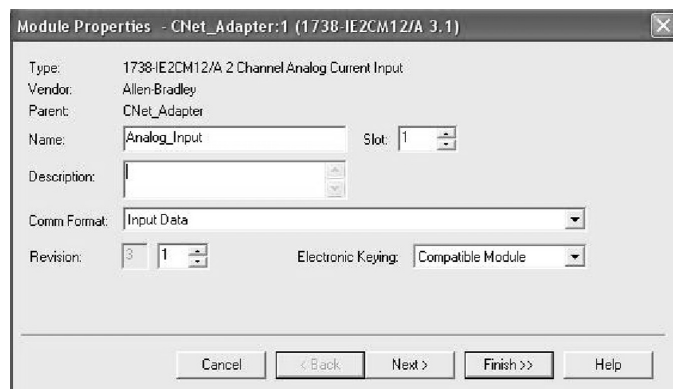 Module Properties - CNet_Adapter:1 (1738-IE2CM12/A 3.1)
Type: 1738-IE2CM12/A 2 Channel Analog Current Input
Vendor: Allen-Bradley
Parent: CNet_Adapter
Name: Analog_Input Slot: 1
Description:
Comm Format: Input Data
Revision: 3 1 Electronic Keying: Compatible Module
Cancel < Back Next > Finish >> Help